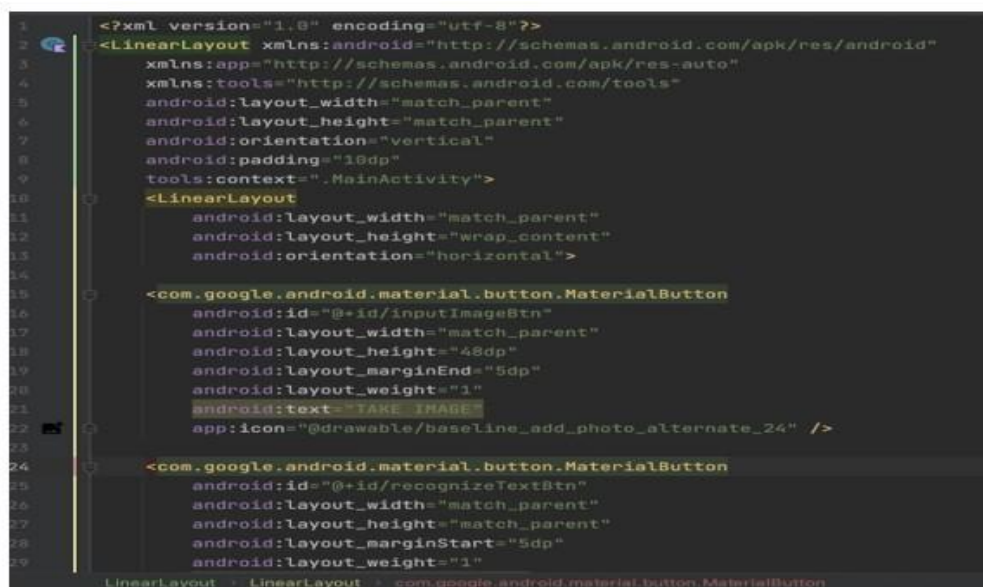 1 <?xml version="1.0" encoding="utf-8"?>
2 <LinearLayout xmlns:android="http://schemas.android.com/apk/res/android"
3 xmlns:app="http://schemas.android.com/apk/res-auto"
4 xmlns:tools="http://schemas.android.com/tools"
5 android:layout_width="match_parent"
6 android:layout_height="match_parent"
7 android:orientation="vertical"
8 android:padding="10dp"
9 tools:context=".MainActivity">
10 <LinearLayout
11 android:layout_width="match_parent"
12 android:layout_height="wrap_content"
13 android:orientation="horizontal">
14
15 <com.google.android.material.button.MaterialButton
16 android:id="@+id/inputImageBtn"
17 android:layout_width="match_parent"
18 android:layout_height="48dp"
19 android:layout_marginEnd="5dp"
20 android:layout_weight="1"
21 android:text="TAKE IMAGE"
22 app:icon="@drawable/baseline_add_photo_alternate_24" />
23
24 <com.google.android.material.button.MaterialButton
25 android:id="@+id/recognizeTextBtn"
26 android:layout_width="match_parent"
27 android:layout_height="match_parent"
28 android:layout_marginStart="5dp"
29 android:layout_weight="1"
LinearLayout › LinearLayout › com.google.android.material.button.MaterialButton